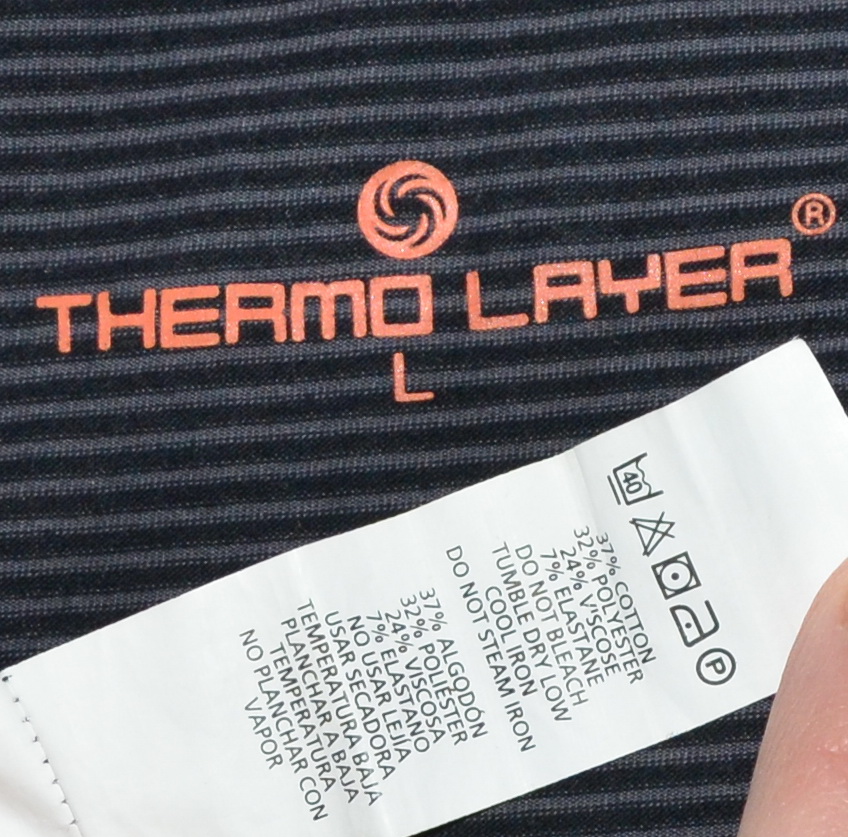 ®
THERMO LAYER
L
40
P
37% COTTON
32% POLYESTER
24% VISCOSE
7% ELASTANE
DO NOT BLEACH
TUMBLE DRY LOW
COOL IRON
DO NOT STEAM IRON
37% ALGODÓN
32% POLIÉSTER
24% VISCOSA
7% ELASTANO
NO USAR LEJÍA
USAR SECADORA
TEMPERATURA BAJA
PLANCHAR A BAJA
TEMPERATURA
NO PLANCHAR CON
VAPOR